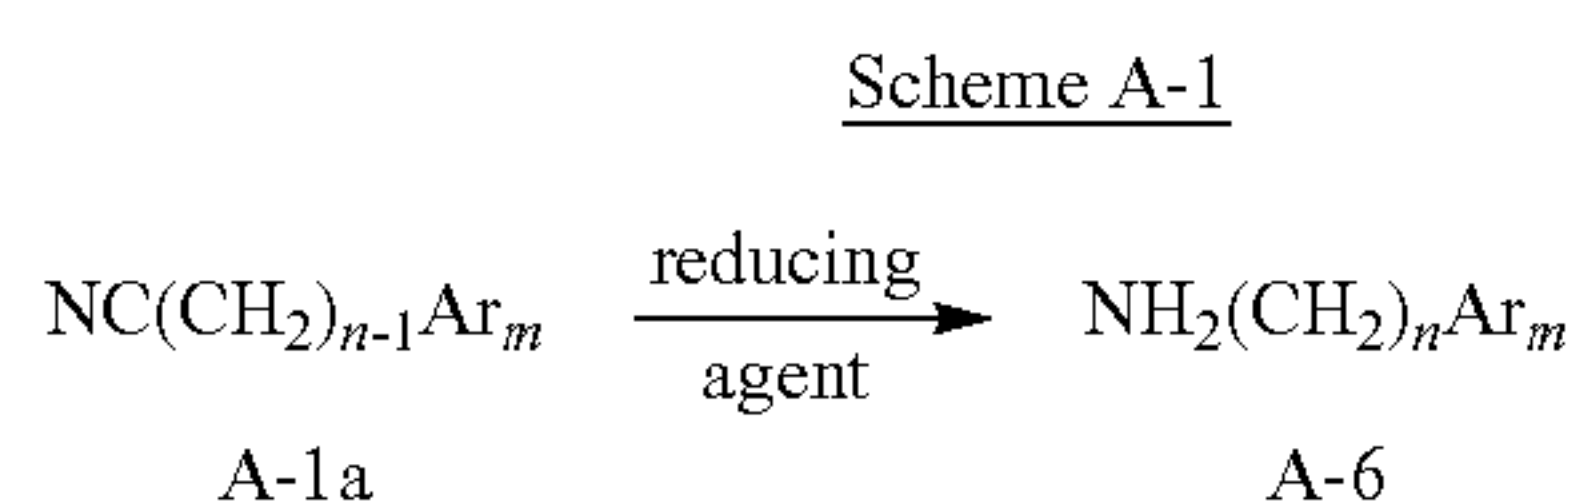 Scheme A-1
reducing
NC(CH₂)ₙ₋₁Arₘ NH₂(CH₂)ₙArₘ
agent
A-1a A-6